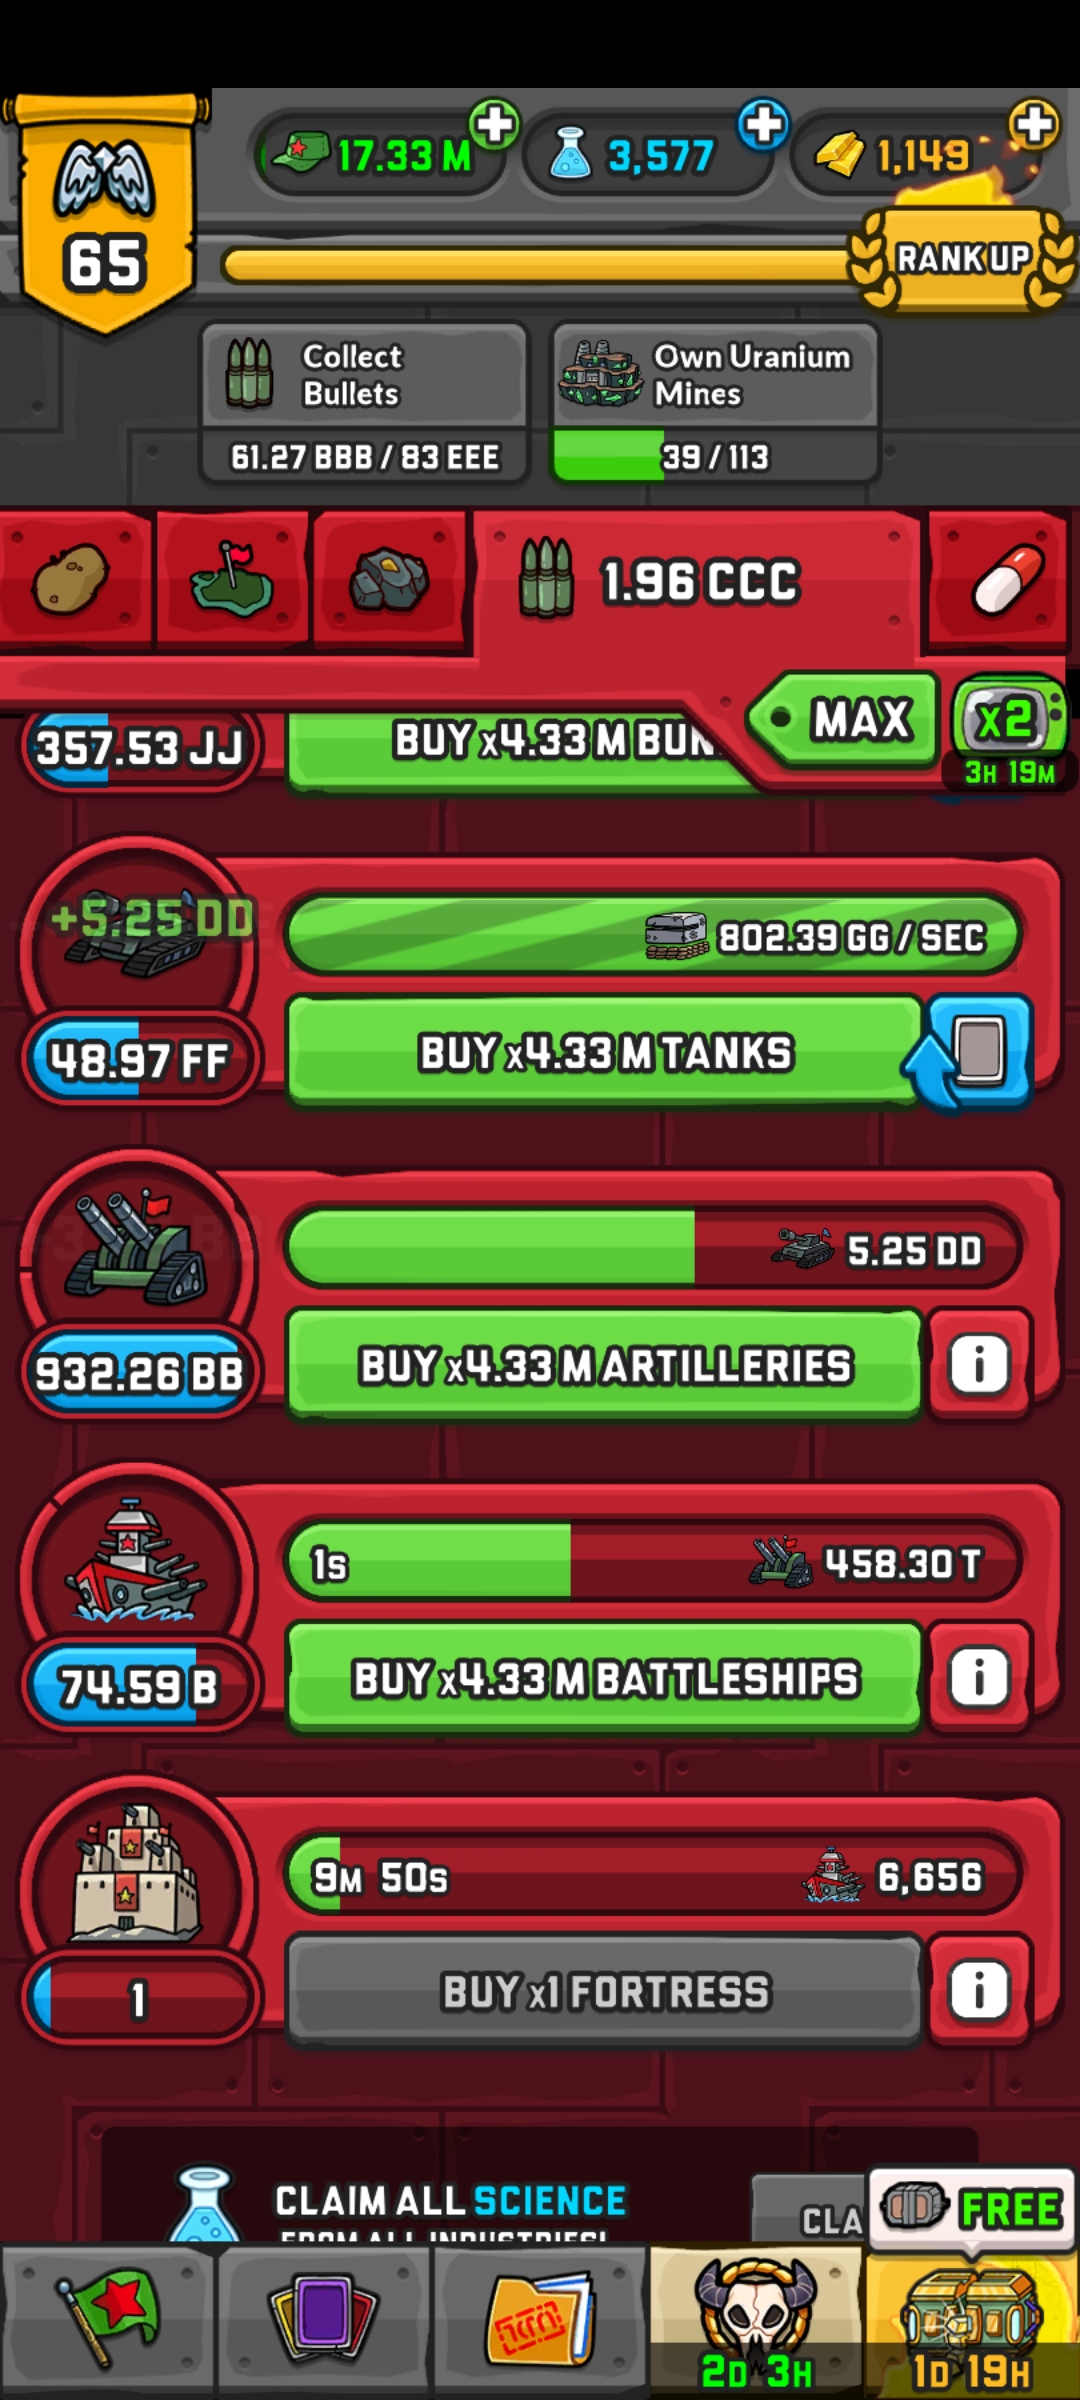 17.33 M
3,577
1,149
65
RANK UP
Collect
Bullets
61.27 BBB / 83 EEE
Own Uranium
Mines
39 / 113
1.96 CCC
MAX
x2
3H 19M
357.53 JJ
BUY x4.33 M BUN
+5.25 DD
802.39 GG / SEC
48.97 FF
BUY x4.33 M TANKS
5.25 DD
932.26 BB
BUY x4.33 M ARTILLERIES
i
1S
458.30 T
74.59 B
BUY x4.33 M BATTLESHIPS
i
9M 50S
6,656
1
BUY x1 FORTRESS
i
CLAIM ALL SCIENCE
FROM ALL INDUSTRIES!
CLA
FREE
2D 3H
1D 19H